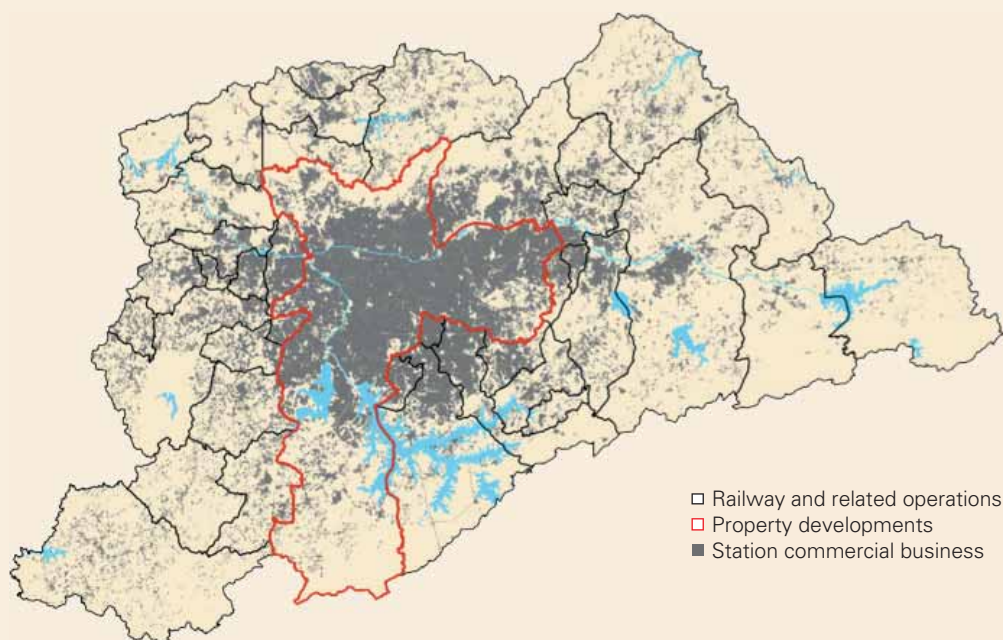 Railway and related operations
Property developments
Station commercial business